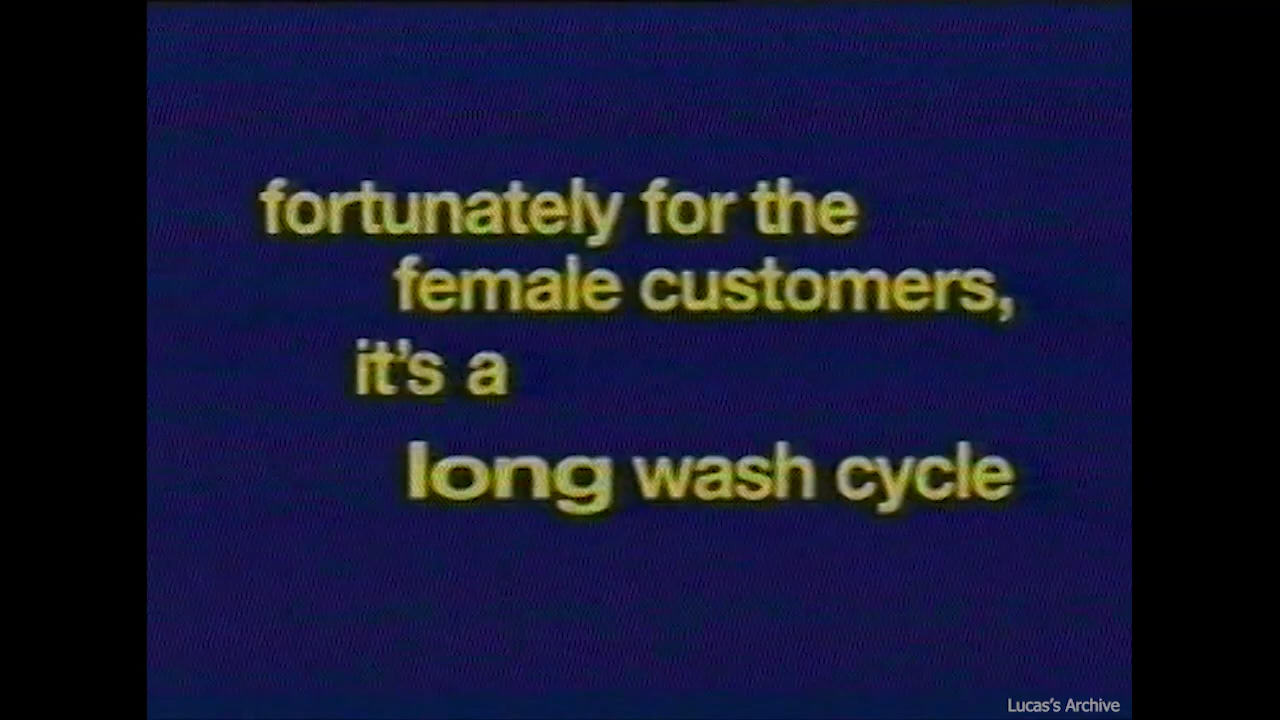 fortunately for the
female customers,
it's a
long wash cycle
Lucas's Archive